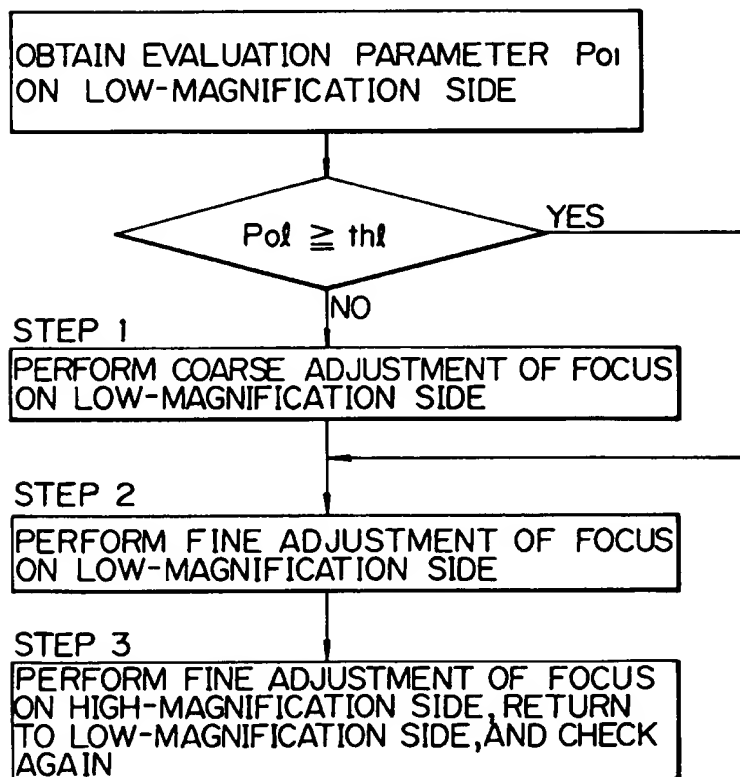 OBTAIN EVALUATION PARAMETER Pol
ON LOW-MAGNIFICATION SIDE
Pol ≧ thl
YES
NO
STEP 1
PERFORM COARSE ADJUSTMENT OF FOCUS
ON LOW-MAGNIFICATION SIDE
STEP 2
PERFORM FINE ADJUSTMENT OF FOCUS
ON LOW-MAGNIFICATION SIDE
STEP 3
PERFORM FINE ADJUSTMENT OF FOCUS
ON HIGH-MAGNIFICATION SIDE, RETURN
TO LOW-MAGNIFICATION SIDE, AND CHECK
AGAIN